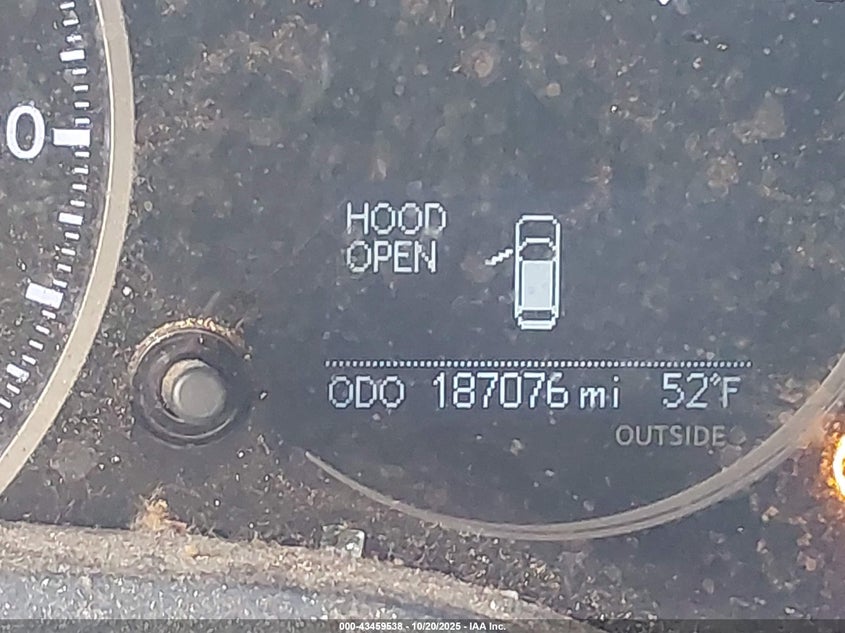 0
HOOD
OPEN
ODO 187076 mi 52°F
OUTSIDE
000-43459538 - 10/20/2025 - IAA Inc.